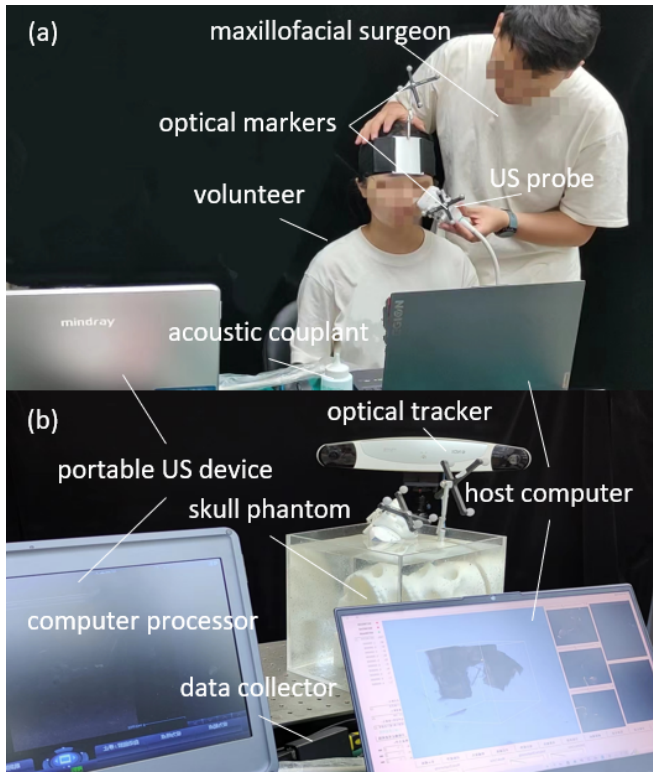 (a)
maxillofacial surgeon
optical markers
US probe
volunteer
mindray
acoustic couplant
(b)
optical tracker
portable US device
host computer
skull phantom
computer processor
data collector